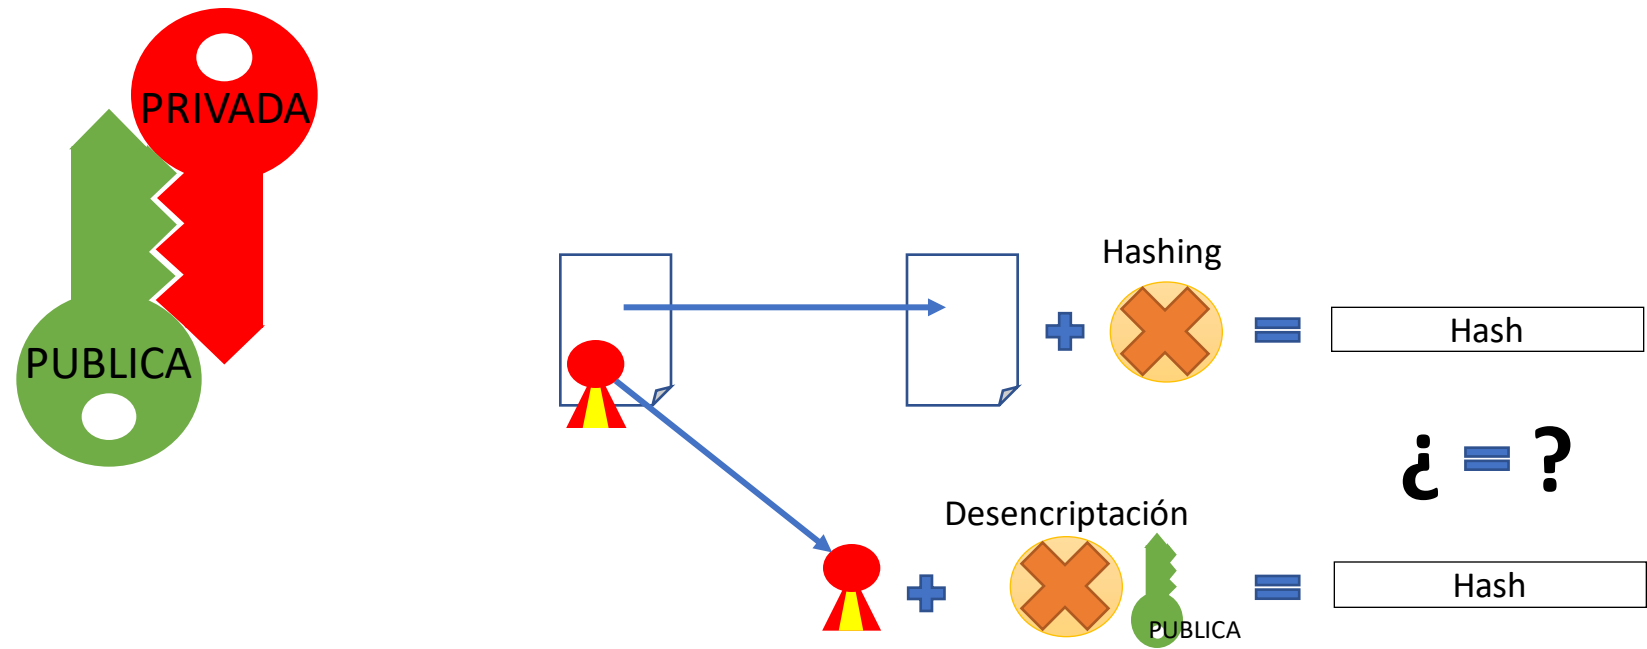 PRIVADA
PUBLICA
Hashing
Hash
¿ = ?
Desencriptación
PUBLICA
Hash